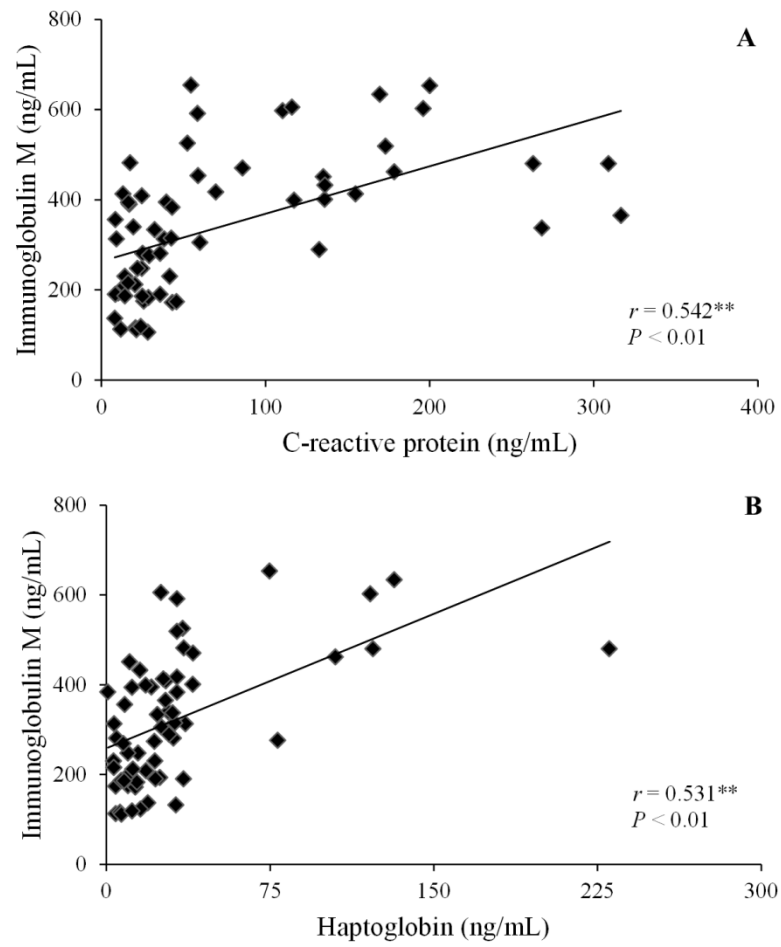 A
Immunoglobulin M (ng/mL)
800
600
400
200
0
r = 0.542**
P < 0.01
0 100 200 300 400
C-reactive protein (ng/mL)
B
Immunoglobulin M (ng/mL)
800
600
400
200
0
r = 0.531**
P < 0.01
0 75 150 225 300
Haptoglobin (ng/mL)